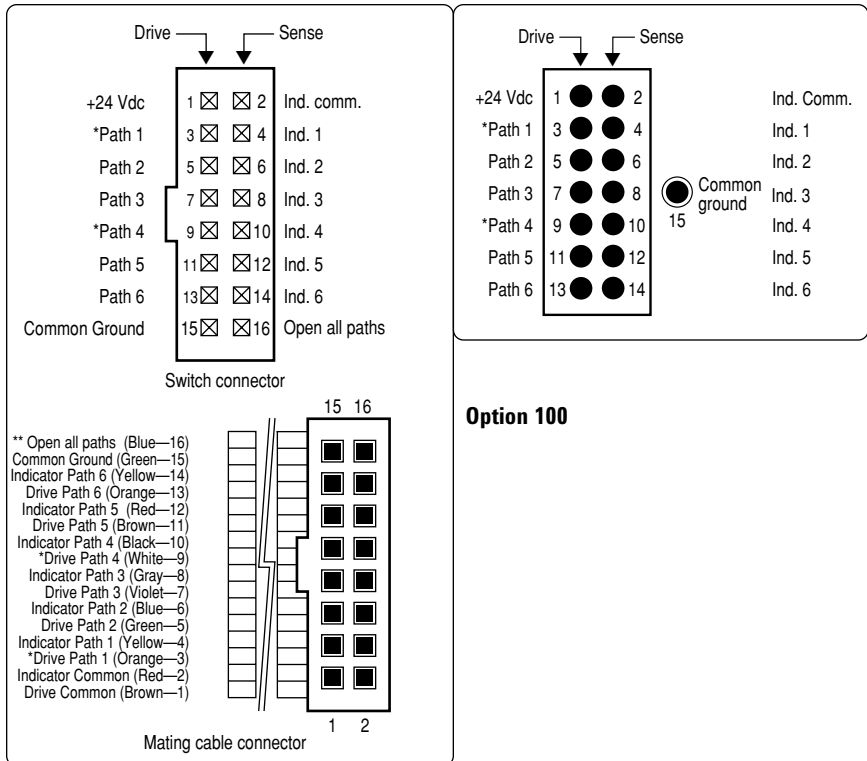 Drive Sense
+24 Vdc 1 2 Ind. comm.
*Path 1 3 4 Ind. 1
Path 2 5 6 Ind. 2
Path 3 7 8 Ind. 3
*Path 4 9 10 Ind. 4
Path 5 11 12 Ind. 5
Path 6 13 14 Ind. 6
Common Ground 15 16 Open all paths
Switch connector
15 16
** Open all paths (Blue—16)
Common Ground (Green—15)
Indicator Path 6 (Yellow—14)
Drive Path 6 (Orange—13)
Indicator Path 5 (Red—12)
Drive Path 5 (Brown—11)
Indicator Path 4 (Black—10)
*Drive Path 4 (White—9)
Indicator Path 3 (Gray—8)
Drive Path 3 (Violet—7)
Indicator Path 2 (Blue—6)
Drive Path 2 (Green—5)
Indicator Path 1 (Yellow—4)
*Drive Path 1 (Orange—3)
Indicator Common (Red—2)
Drive Common (Brown—1)
1 2
Mating cable connector
Drive Sense
+24 Vdc 1 2 Ind. Comm.
*Path 1 3 4 Ind. 1
Path 2 5 6 Ind. 2
Path 3 7 8 Ind. 3
*Path 4 9 10 Ind. 4
Path 5 11 12 Ind. 5
Path 6 13 14 Ind. 6
Common
ground
15
Option 100